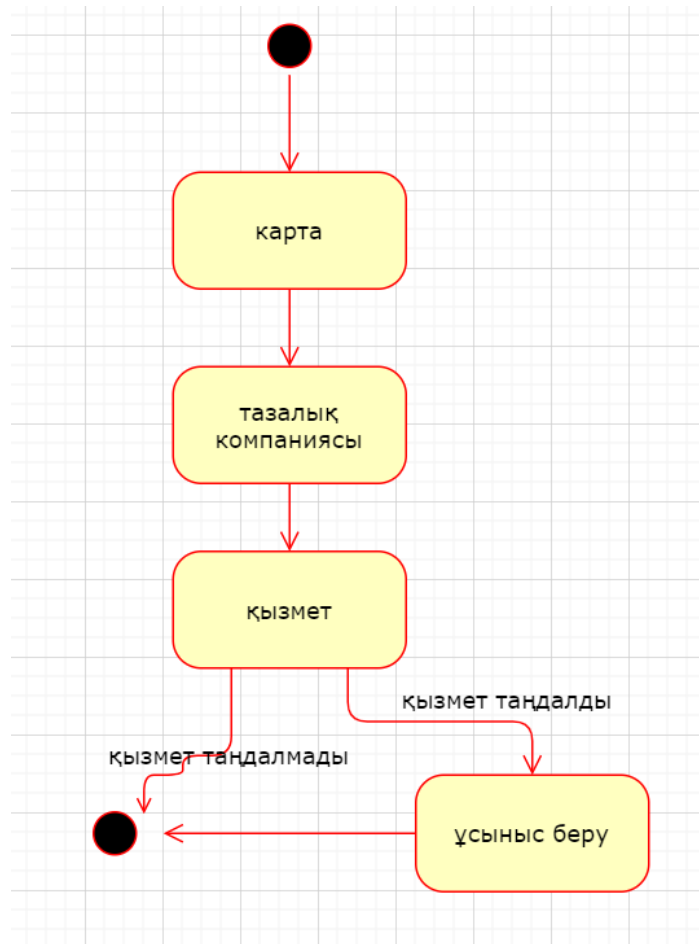 карта
тазалық
компаниясы
қызмет
қызмет таңдалды
қызмет таңдалмады
ұсыныс беру